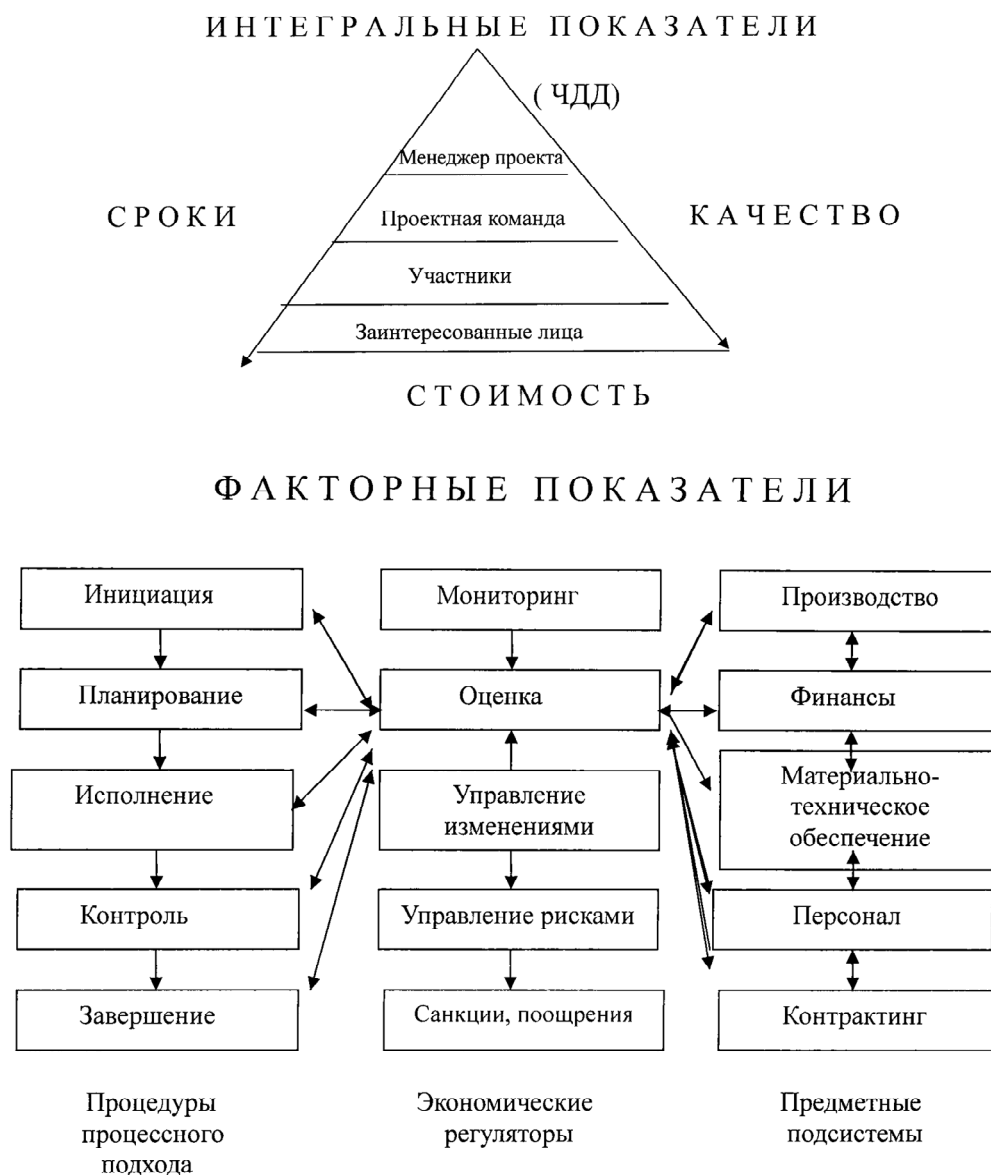 ИНТЕГРАЛЬНЫЕ ПОКАЗАТЕЛИ
( ЧДД)
Менеджер проекта
СРОКИ
Проектная команда
КАЧЕСТВО
Участники
Заинтересованные лица
СТОИМОСТЬ
ФАКТОРНЫЕ ПОКАЗАТЕЛИ
Инициация
Мониторинг
Производство
Планирование
Оценка
Финансы
Исполнение
Управление
изменениями
Материально-
техническое
обеспечение
Контроль
Управление рисками
Персонал
Завершение
Санкции, поощрения
Контрактинг
Процедуры
процессного
подхода
Экономические
регуляторы
Предметные
подсистемы